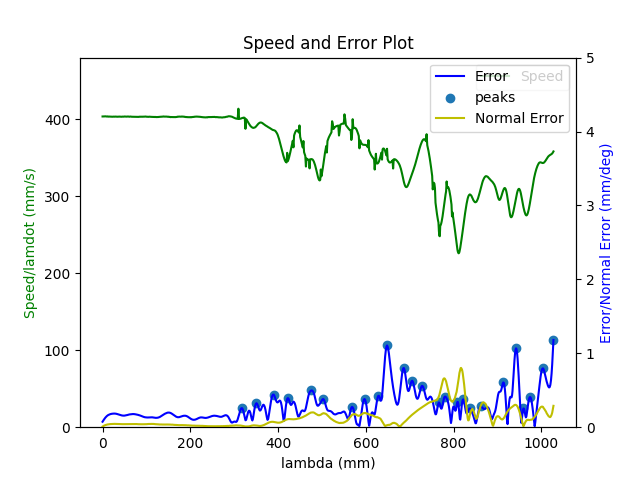 Speed and Error Plot
Error
Speed
peaks
Normal Error
400
300
200
100
0
5
4
3
2
1
0
0
200
400
600
800
1000
lambda (mm)
Speed/lamdot (mm/s)
Error/Normal Error (mm/deg)